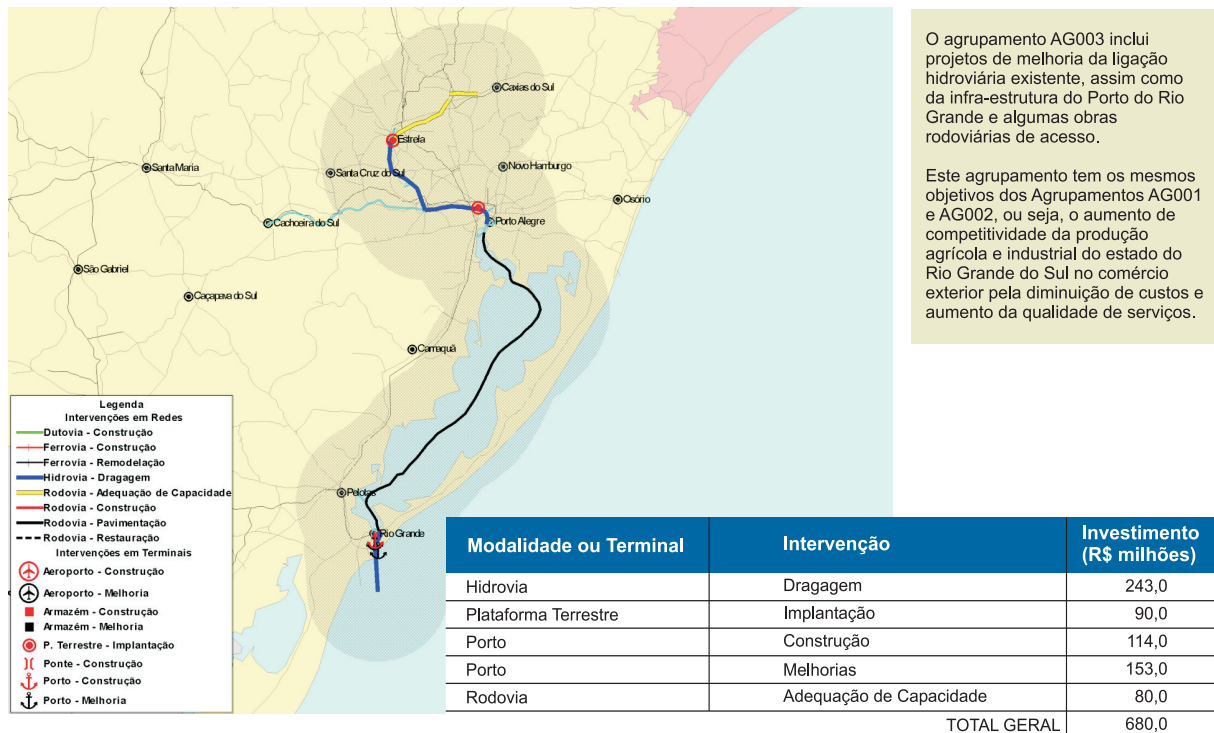 O agrupamento AG003 inclui
projetos de melhoria da ligação
hidroviária existente, assim como
da infra-estrutura do Porto do Rio
Grande e algumas obras
rodoviárias de acesso.
Este agrupamento tem os mesmos
objetivos dos Agrupamentos AG001
e AG002, ou seja, o aumento de
competitividade da produção
agrícola e industrial do estado do
Rio Grande do Sul no comércio
exterior pela diminuição de custos e
aumento da qualidade de serviços.
Caxias do Sul
Estrela
Santa Maria
Santa Cruz do Sul
Novo Hamburgo
Osório
Cachoeira do Sul
Porto Alegre
São Gabriel
Caçapava do Sul
Camaquã
Pelotas
Rio Grande
Legenda
Intervenções em Redes
Dutovia - Construção
Ferrovia - Construção
Ferrovia - Remodelação
Hidrovia - Dragagem
Rodovia - Adequação de Capacidade
Rodovia - Construção
Rodovia - Pavimentação
Rodovia - Restauração
Intervenções em Terminais
Aeroporto - Construção
Aeroporto - Melhoria
Armazém - Construção
Armazém - Melhoria
P. Terrestre - Implantação
Ponte - Construção
Porto - Construção
Porto - Melhoria
Modalidade ou Terminal Intervenção Investimento (R$ milhões)
Hidrovia Dragagem 243,0
Plataforma Terrestre Implantação 90,0
Porto Construção 114,0
Porto Melhorias 153,0
Rodovia Adequação de Capacidade 80,0
TOTAL GERAL 680,0